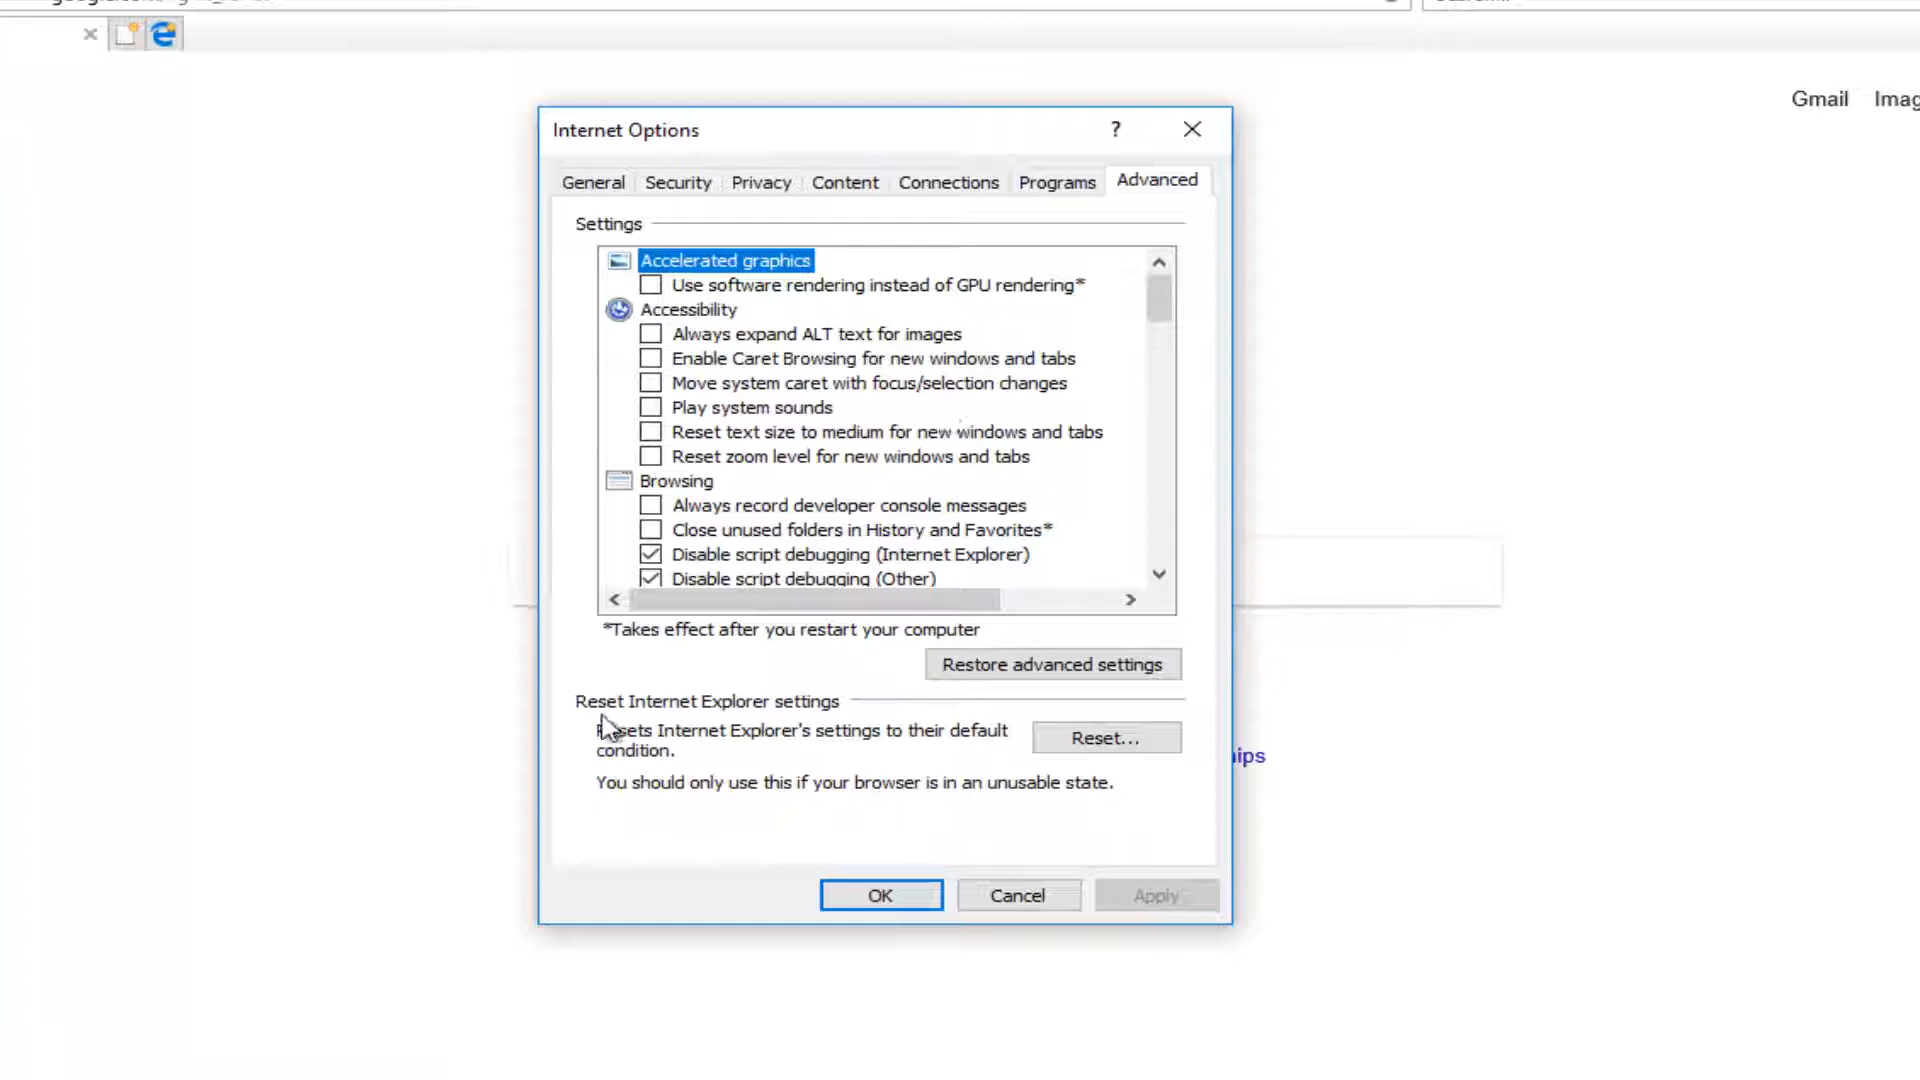 Gmail
Internet Options
?
General Security Privacy Content Connections Programs Advanced
Settings
Accelerated graphics
Use software rendering instead of GPU rendering*
Accessibility
Always expand ALT text for images
Enable Caret Browsing for new windows and tabs
Move system caret with focus/selection changes
Play system sounds
Reset text size to medium for new windows and tabs
Reset zoom level for new windows and tabs
Browsing
Always record developer console messages
Close unused folders in History and Favorites*
Disable script debugging (Internet Explorer)
Disable script debugging (Other)
*Takes effect after you restart your computer
Restore advanced settings
Reset Internet Explorer settings
Resets Internet Explorer's settings to their default
condition.
Reset...
You should only use this if your browser is in an unusable state.
OK Cancel Apply